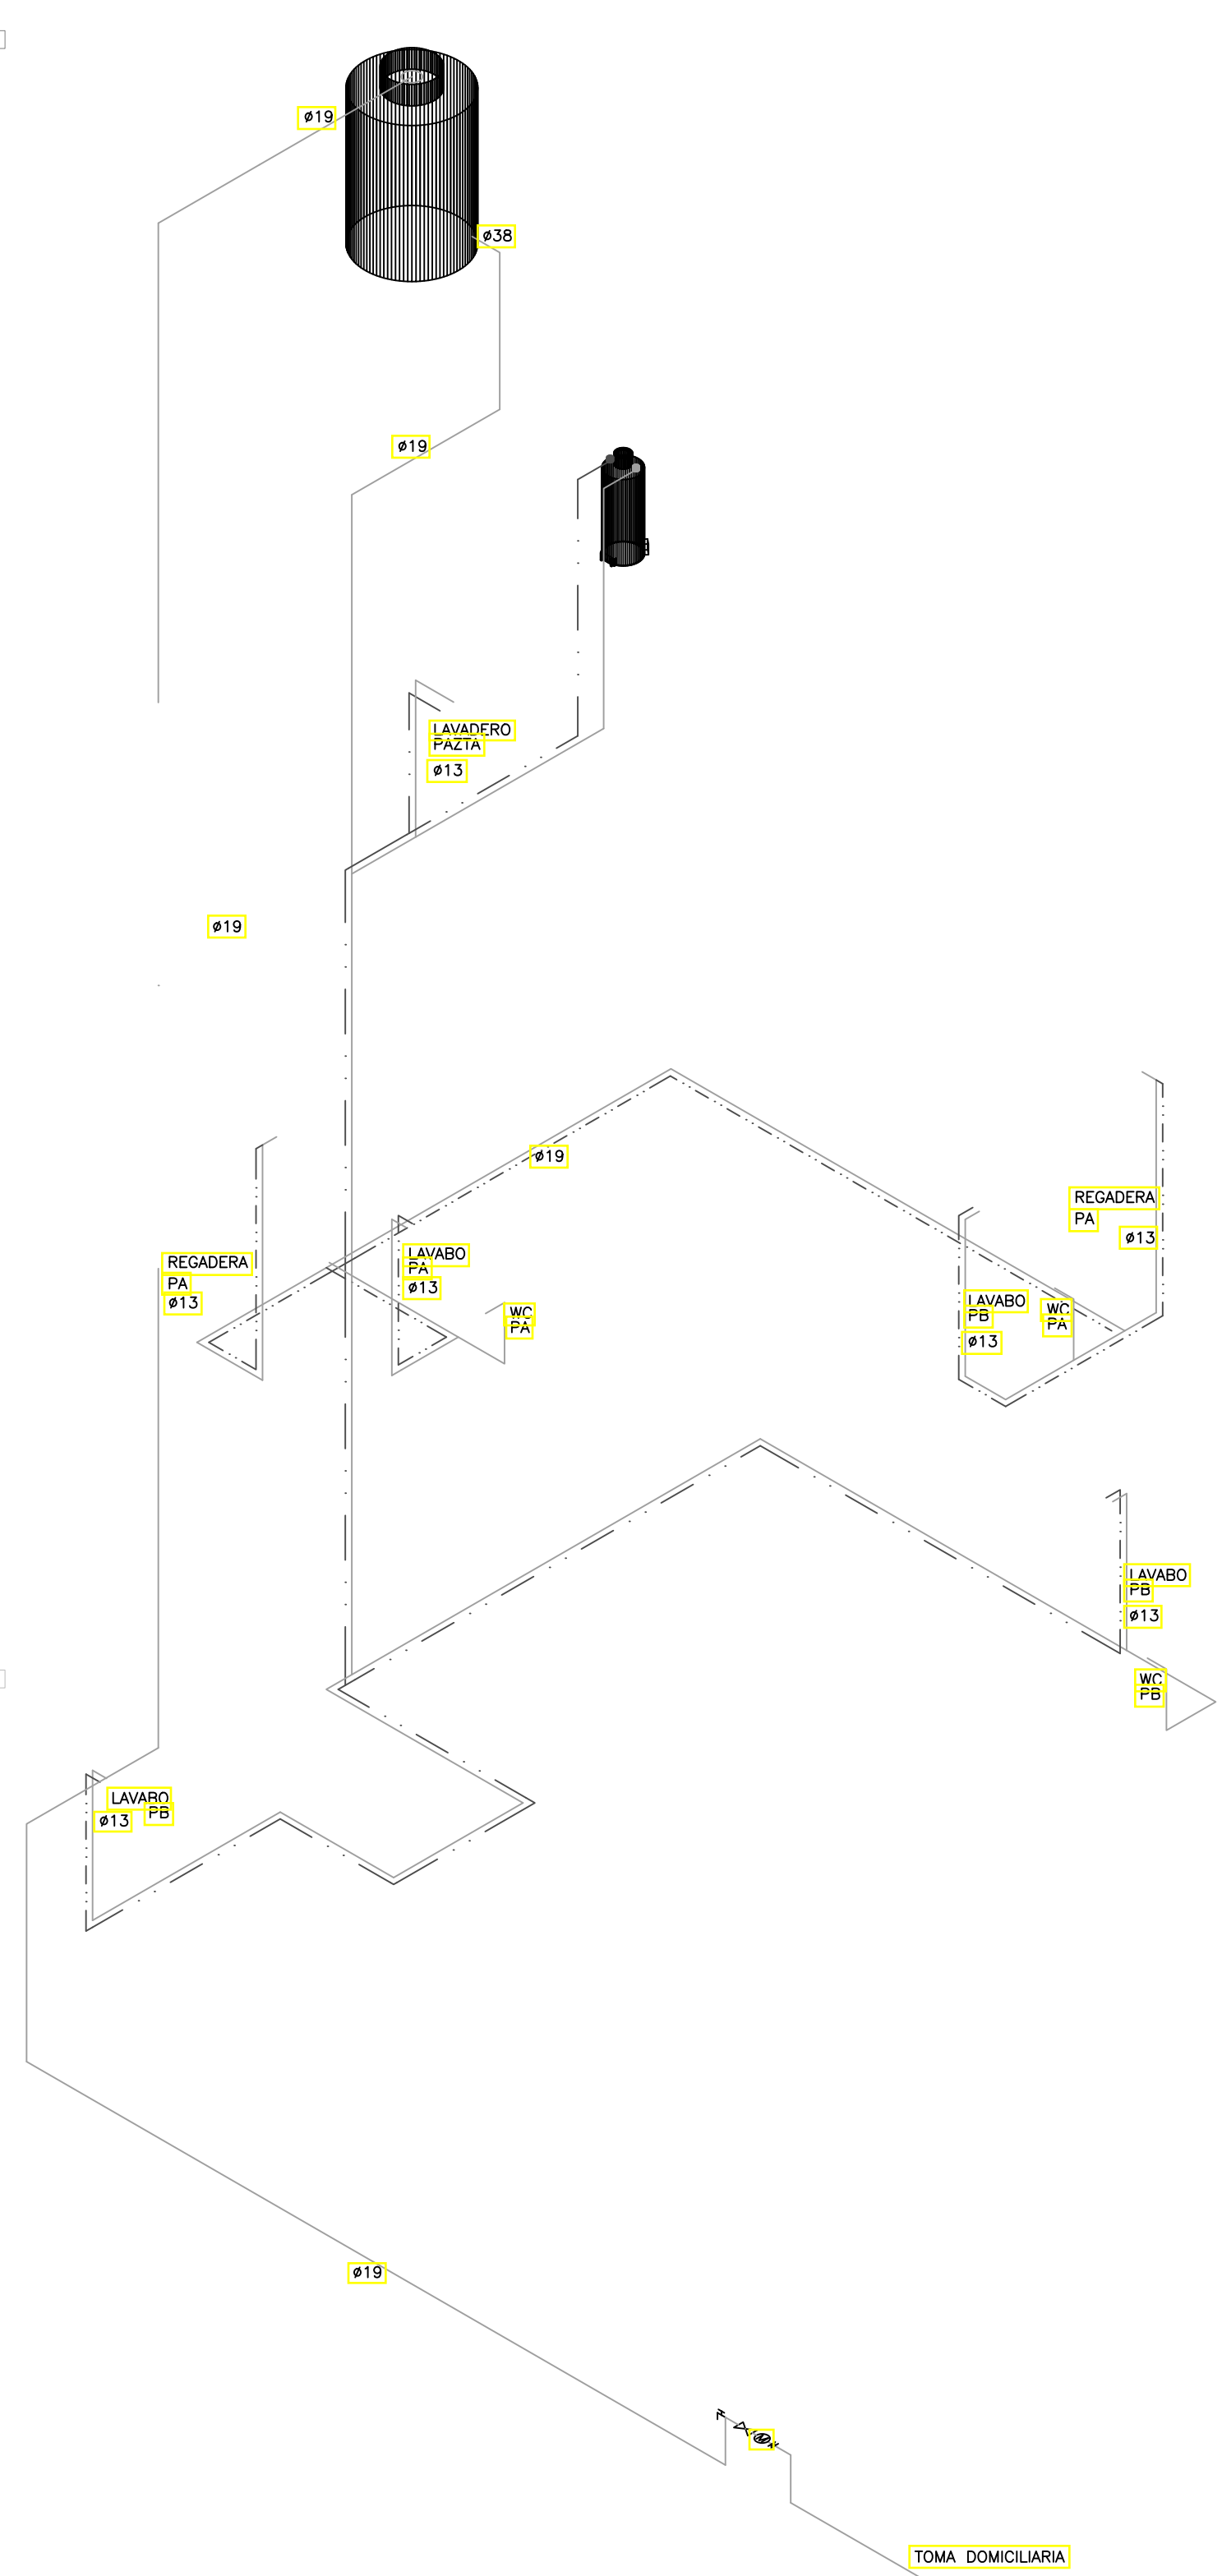 ø19
ø38
ø19
LAVADERO
PAZTA
ø13
ø19
ø19
REGADERA
PA
ø13
LAVABO
PA
ø13
REGADERA
PA
ø13
WC
PA
LAVABO
PB
ø13
WC
PA
LAVABO
PB
ø13
WC
PB
LAVABO
PB
ø13
ø19
M
TOMA DOMICILIARIA